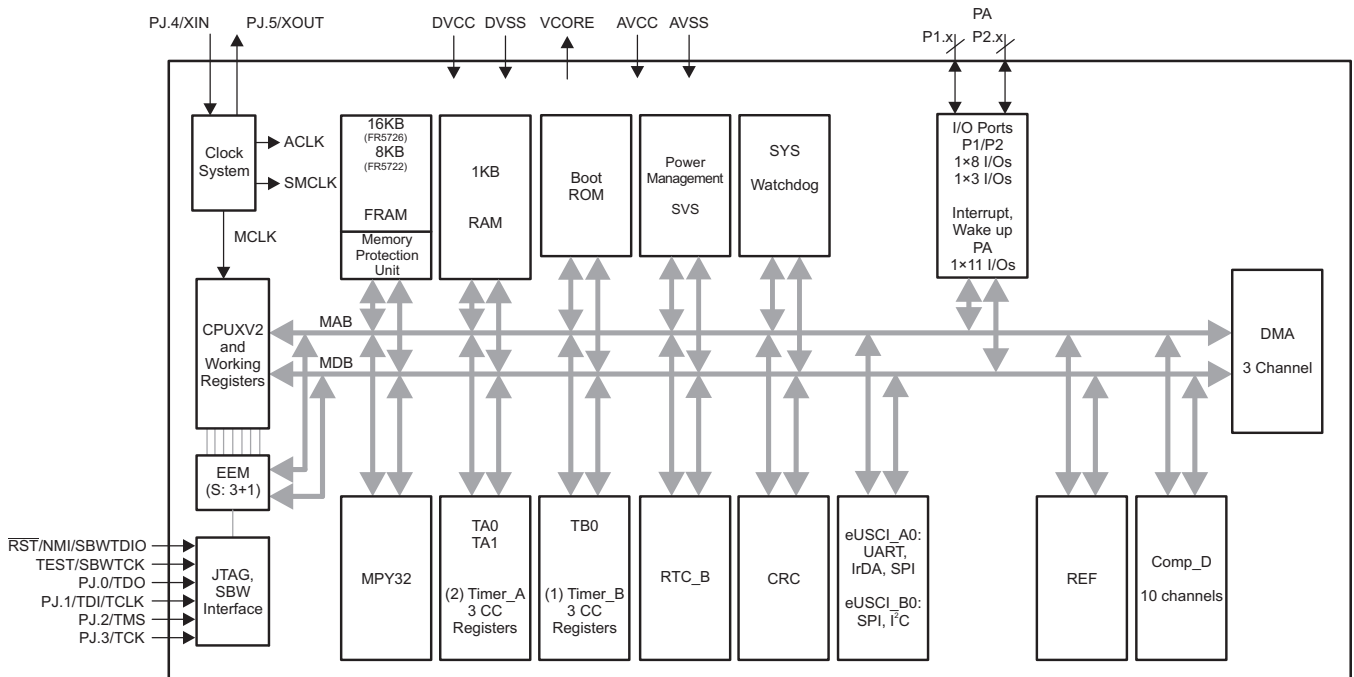 PJ.4/XIN
PJ.5/XOUT
DVCC
DVSS
VCORE
AVCC
AVSS
PA
P1.x
P2.x
Clock
System
ACLK
SMCLK
MCLK
16KB
(FR5726)
8KB
(FR5722)
FRAM
Memory
Protection
Unit
1KB
RAM
Boot
ROM
Power
Management
SVS
SYS
Watchdog
I/O Ports
P1/P2
1×8 I/Os
1×3 I/Os
Interrupt,
Wake up
PA
1×11 I/Os
CPUXV2
and
Working
Registers
MAB
MDB
DMA
3 Channel
EEM
(S: 3+1)
RST/NMI/SBWTDIO
TEST/SBWTCK
PJ.0/TDO
PJ.1/TDI/TCLK
PJ.2/TMS
PJ.3/TCK
JTAG,
SBW
Interface
MPY32
TA0
TA1
(2) Timer_A
3 CC
Registers
TB0
(1) Timer_B
3 CC
Registers
RTC_B
CRC
eUSCI_A0:
UART,
IrDA, SPI
eUSCI_B0:
SPI, I²C
REF
Comp_D
10 channels